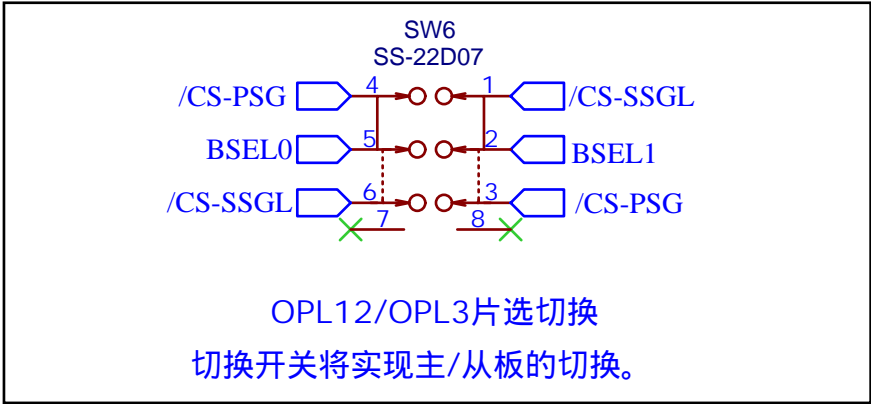 SW6
SS-22D07
/CS-PSG 4 1 /CS-SSGL
BSEL0 5 2 BSEL1
/CS-SSGL 6 3 /CS-PSG
7 8
OPL12/OPL3片选切换
切换开关将实现主/从板的切换。